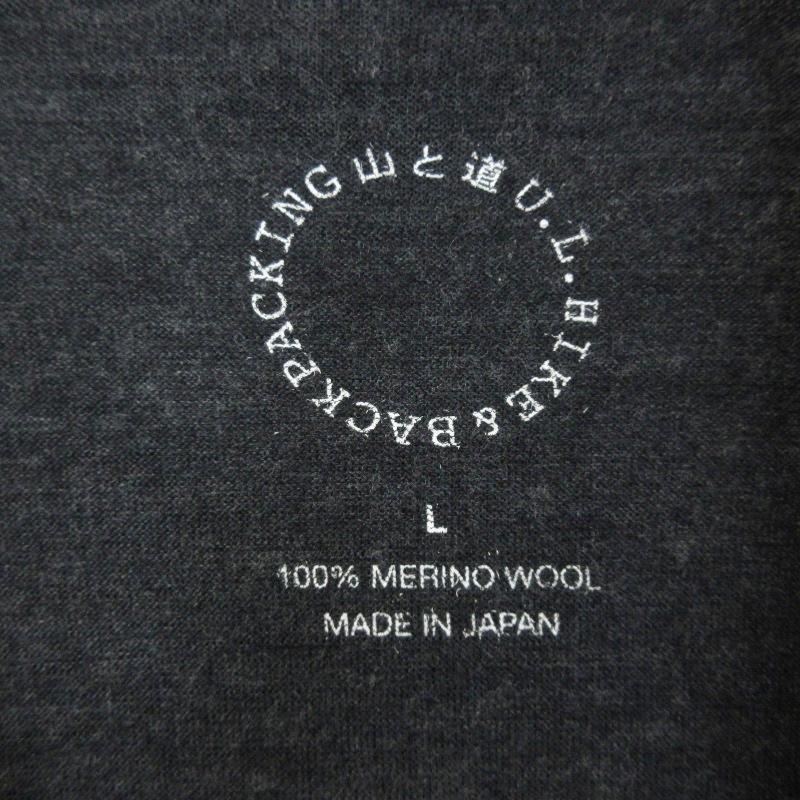 山と道 U.L. HIKE & BACKPACKING
L
100% MERINO WOOL
MADE IN JAPAN